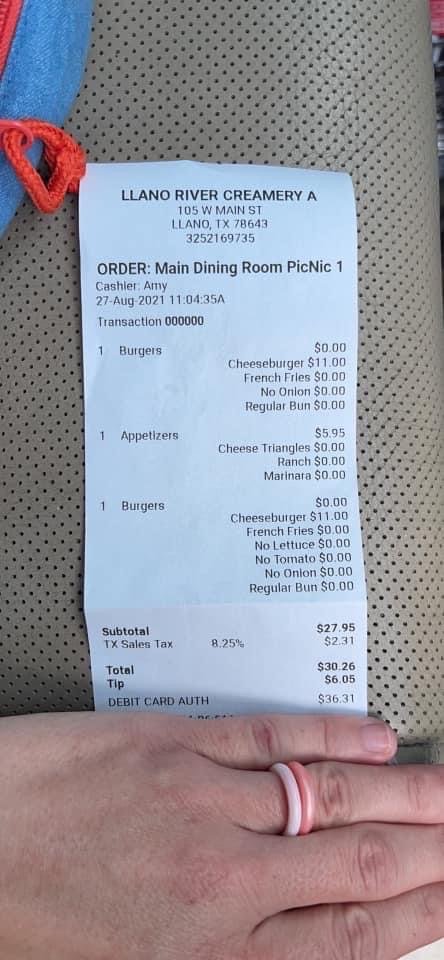 LLANO RIVER CREAMERY A
105 W MAIN ST
LLANO, TX 78643
3252169735
ORDER: Main Dining Room PicNic 1
Cashier: Amy
27-Aug-2021 11:04:35A
Transaction 000000
1 Burgers $0.00
Cheeseburger $11.00
French Fries $0.00
No Onion $0.00
Regular Bun $0.00
1 Appetizers $5.95
Cheese Triangles $0.00
Ranch $0.00
Marinara $0.00
1 Burgers $0.00
Cheeseburger $11.00
French Fries $0.00
No Lettuce $0.00
No Tomato $0.00
No Onion $0.00
Regular Bun $0.00
Subtotal $27.95
TX Sales Tax 8.25% $2.31
Total $30.26
Tip $6.05
DEBIT CARD AUTH $36.31